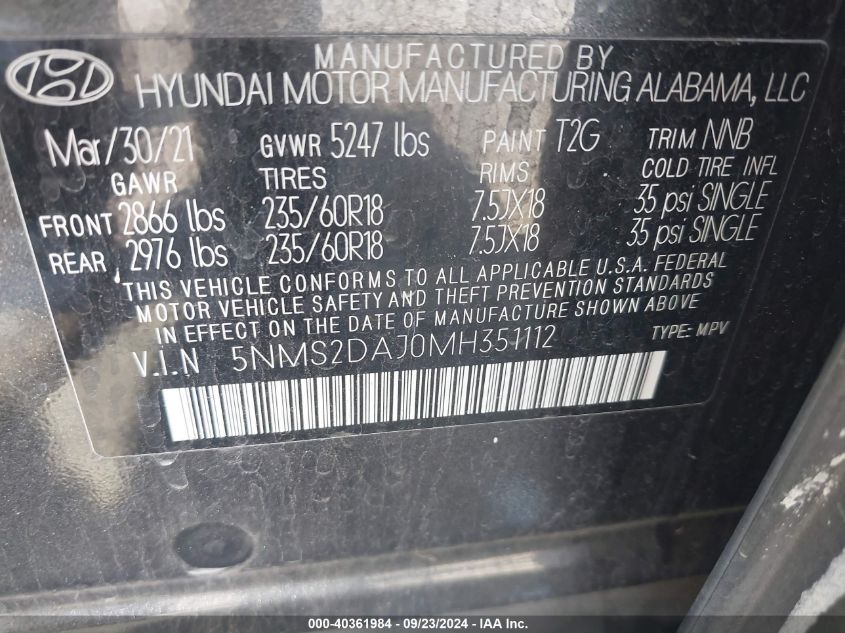 MANUFACTURED BY
HYUNDAI MOTOR MANUFACTURING ALABAMA, LLC
Mar/30/21 GVWR 5247 lbs PAINT T2G TRIM NNB
GAWR TIRES RIMS COLD TIRE INFL
FRONT 2866 lbs 235/60R18 7.5JX18 35 psi SINGLE
REAR 2976 lbs 235/60R18 7.5JX18 35 psi SINGLE
THIS VEHICLE CONFORMS TO ALL APPLICABLE U.S.A. FEDERAL
MOTOR VEHICLE SAFETY AND THEFT PREVENTION STANDARDS
IN EFFECT ON THE DATE OF MANUFACTURE SHOWN ABOVE
V.I.N 5NMS2DAJ0MH351112 TYPE: MPV
000-40361984 - 09/23/2024 - IAA Inc.